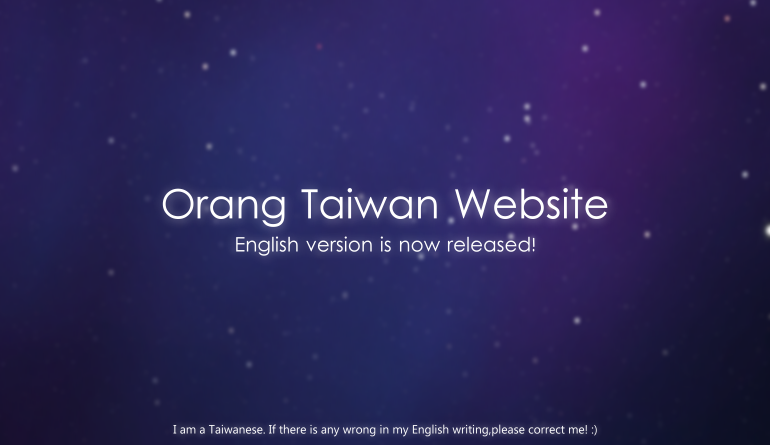 Orang Taiwan Website
English version is now released!
I am a Taiwanese. If there is any wrong in my English writing,please correct me! :)